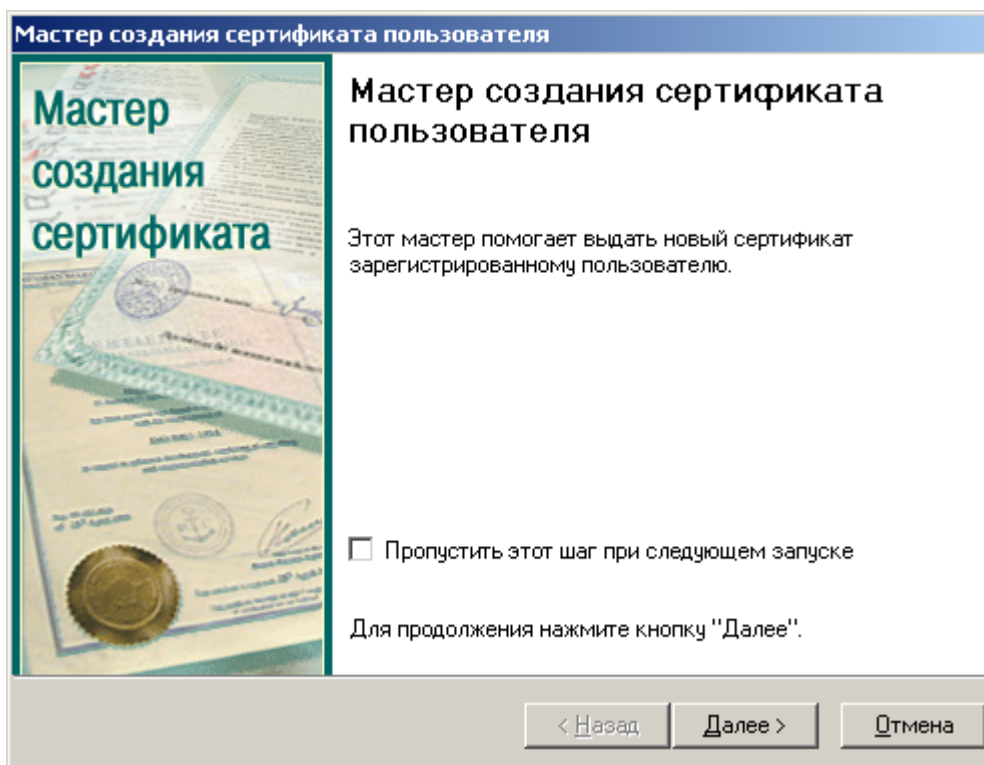 Мастер создания сертификата пользователя
Мастер
создания
сертификата
Мастер создания сертификата
пользователя
Этот мастер помогает выдать новый сертификат
зарегистрированному пользователю.
Пропустить этот шаг при следующем запуске
Для продолжения нажмите кнопку "Далее".
< Назад
Далее >
Отмена